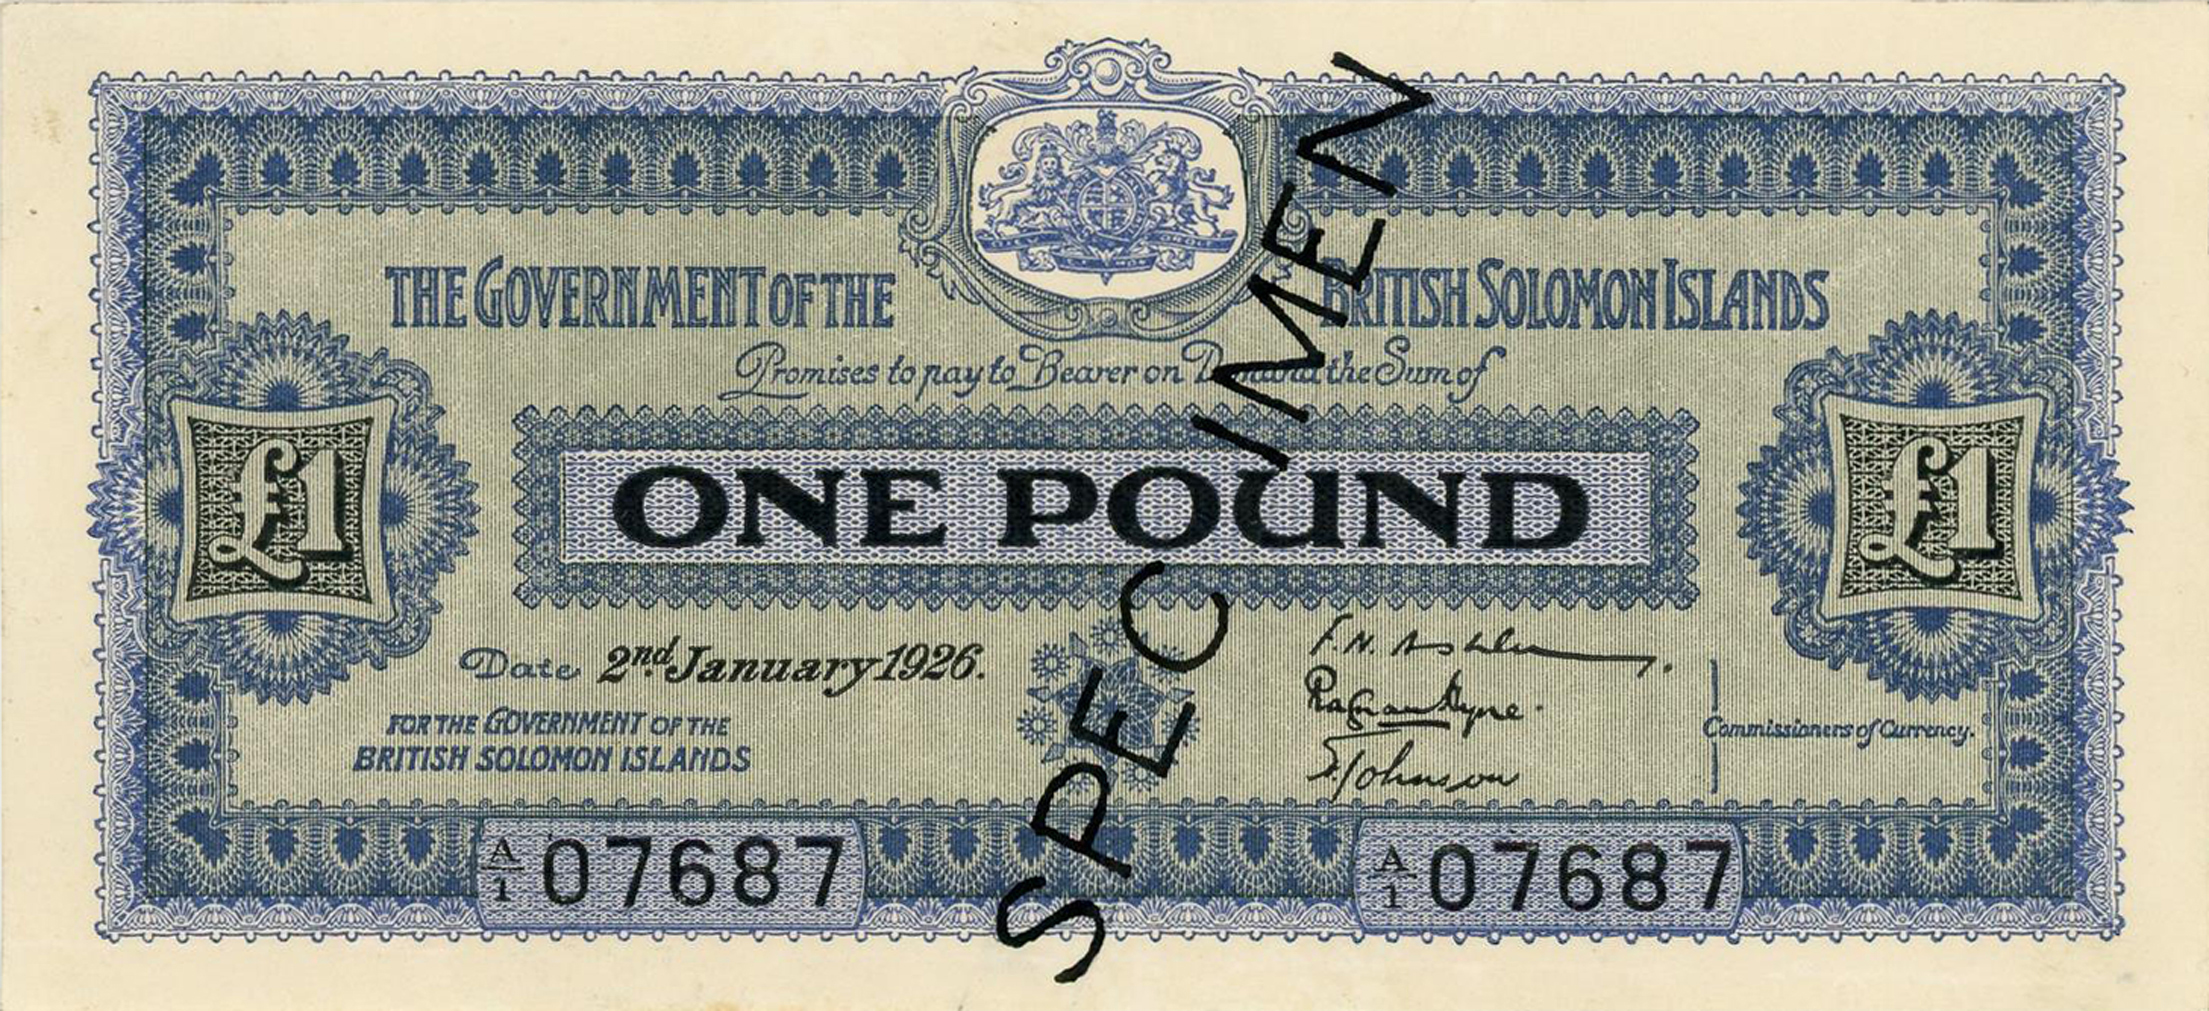 THE GOVERNMENT OF THE BRITISH SOLOMON ISLANDS
Promises to pay to Bearer on Demand the Sum of
£1 ONE POUND £1
Date 2nd January 1926.
FOR THE GOVERNMENT OF THE
BRITISH SOLOMON ISLANDS
F. N. Ashley
S Johnson
Commissioners of Currency.
A/1 07687
A/1 07687
SPECIMEN